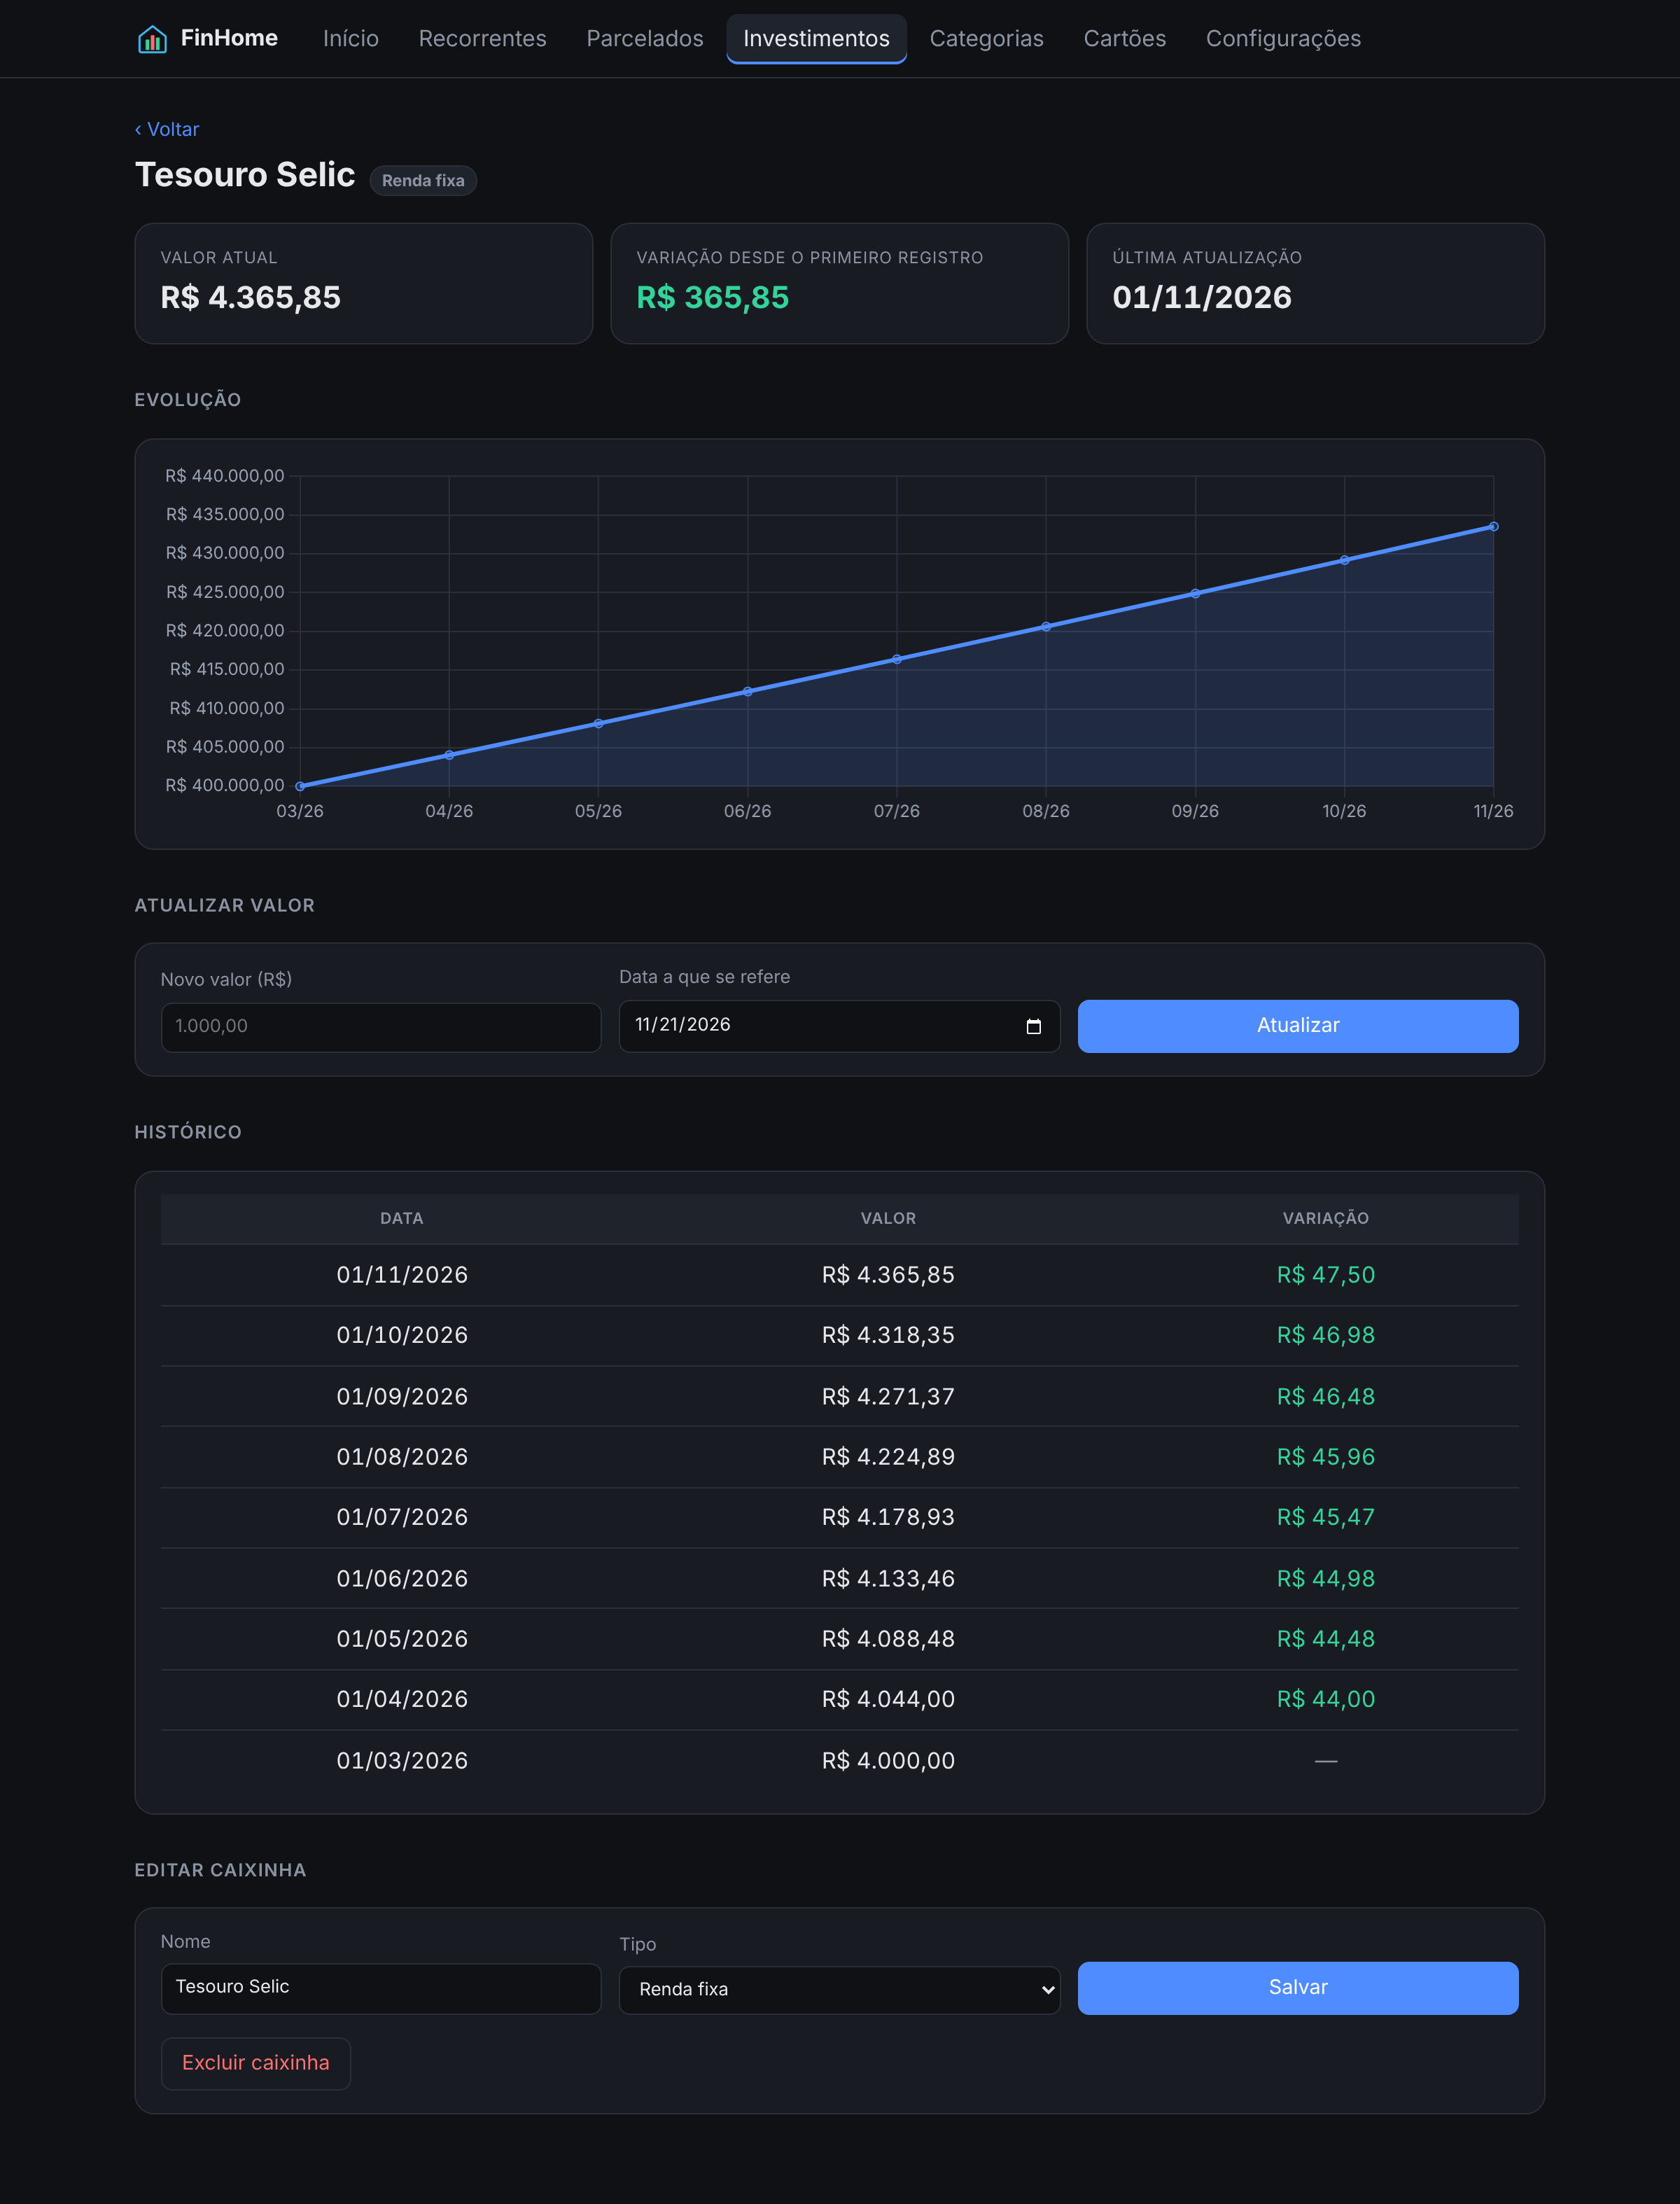 FinHome Início Recorrentes Parcelados Investimentos Categorias Cartões Configurações
‹ Voltar
Tesouro Selic Renda fixa
VALOR ATUAL
R$ 4.365,85
VARIAÇÃO DESDE O PRIMEIRO REGISTRO
R$ 365,85
ÚLTIMA ATUALIZAÇÃO
01/11/2026
EVOLUÇÃO
R$ 440.000,00
R$ 435.000,00
R$ 430.000,00
R$ 425.000,00
R$ 420.000,00
R$ 415.000,00
R$ 410.000,00
R$ 405.000,00
R$ 400.000,00
03/26 04/26 05/26 06/26 07/26 08/26 09/26 10/26 11/26
ATUALIZAR VALOR
Novo valor (R$)
1.000,00
Data a que se refere
11/21/2026
Atualizar
HISTÓRICO
DATA VALOR VARIAÇÃO
01/11/2026 R$ 4.365,85 R$ 47,50
01/10/2026 R$ 4.318,35 R$ 46,98
01/09/2026 R$ 4.271,37 R$ 46,48
01/08/2026 R$ 4.224,89 R$ 45,96
01/07/2026 R$ 4.178,93 R$ 45,47
01/06/2026 R$ 4.133,46 R$ 44,98
01/05/2026 R$ 4.088,48 R$ 44,48
01/04/2026 R$ 4.044,00 R$ 44,00
01/03/2026 R$ 4.000,00 —
EDITAR CAIXINHA
Nome
Tesouro Selic
Tipo
Renda fixa
Salvar
Excluir caixinha